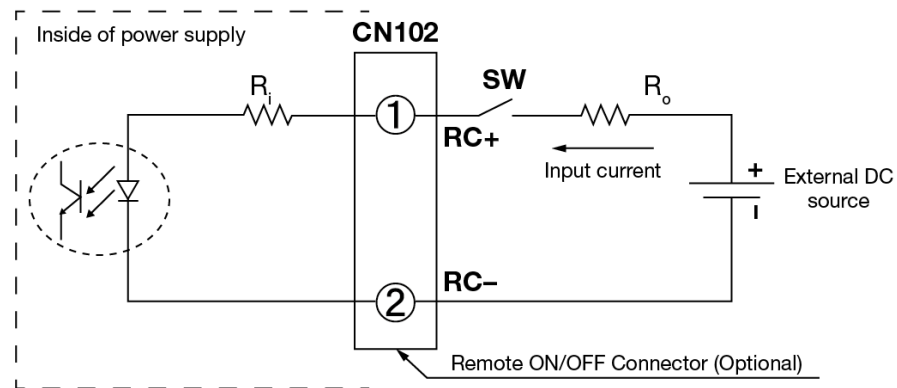 Inside of power supply
CN102
SW
Ri
Ro
1
RC+
Input current
+
External DC
source
2
RC−
Remote ON/OFF Connector (Optional)